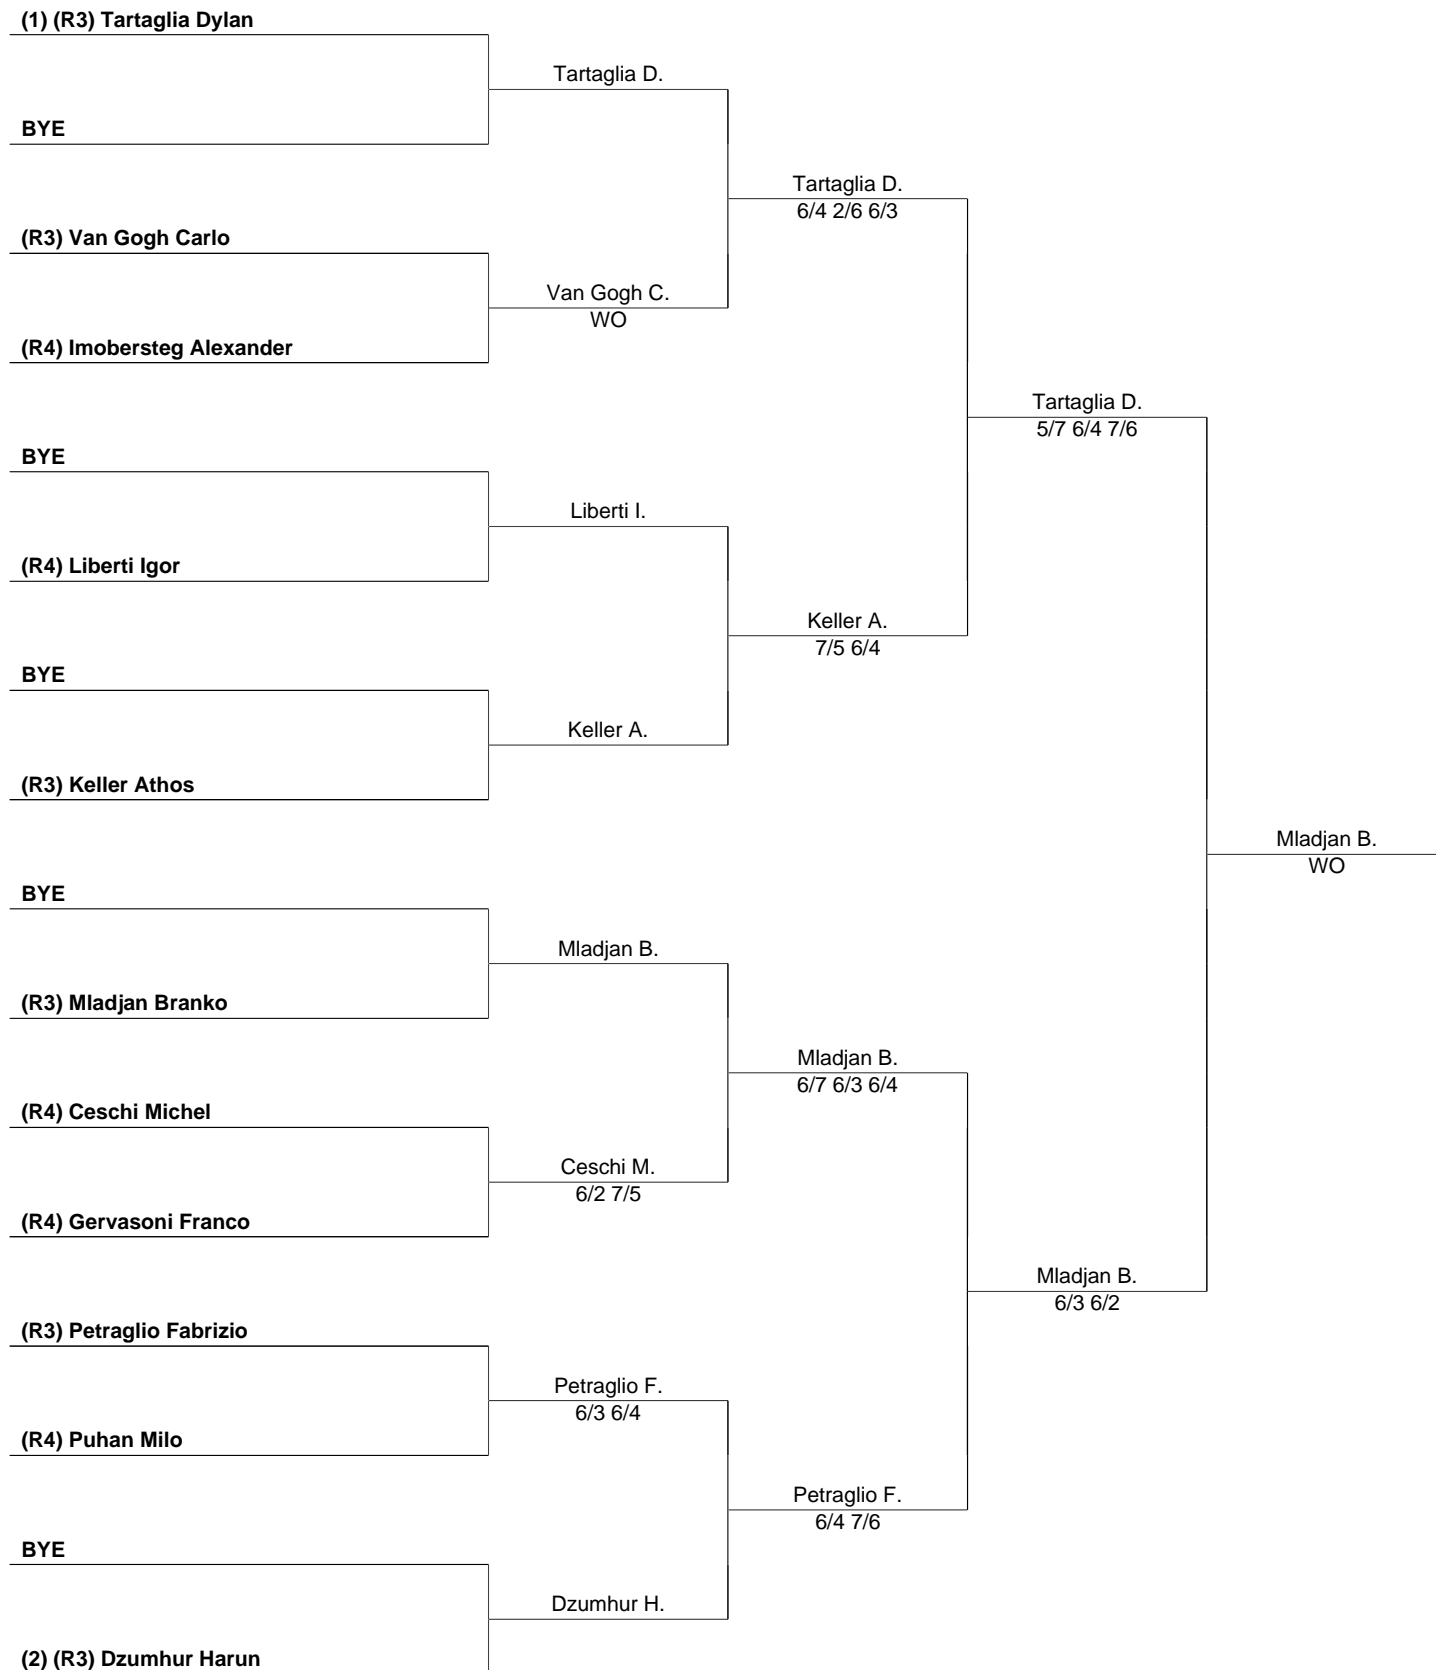 (1) (R3) Tartaglia Dylan
Tartaglia D.
BYE
Tartaglia D.
6/4 2/6 6/3
(R3) Van Gogh Carlo
Van Gogh C.
WO
(R4) Imobersteg Alexander
Tartaglia D.
5/7 6/4 7/6
BYE
Liberti I.
(R4) Liberti Igor
Keller A.
7/5 6/4
BYE
Keller A.
(R3) Keller Athos
Mladjan B.
WO
BYE
Mladjan B.
(R3) Mladjan Branko
Mladjan B.
6/7 6/3 6/4
(R4) Ceschi Michel
Ceschi M.
6/2 7/5
(R4) Gervasoni Franco
Mladjan B.
6/3 6/2
(R3) Petraglio Fabrizio
Petraglio F.
6/3 6/4
(R4) Puhan Milo
Petraglio F.
6/4 7/6
BYE
Dzumhur H.
(2) (R3) Dzumhur Harun